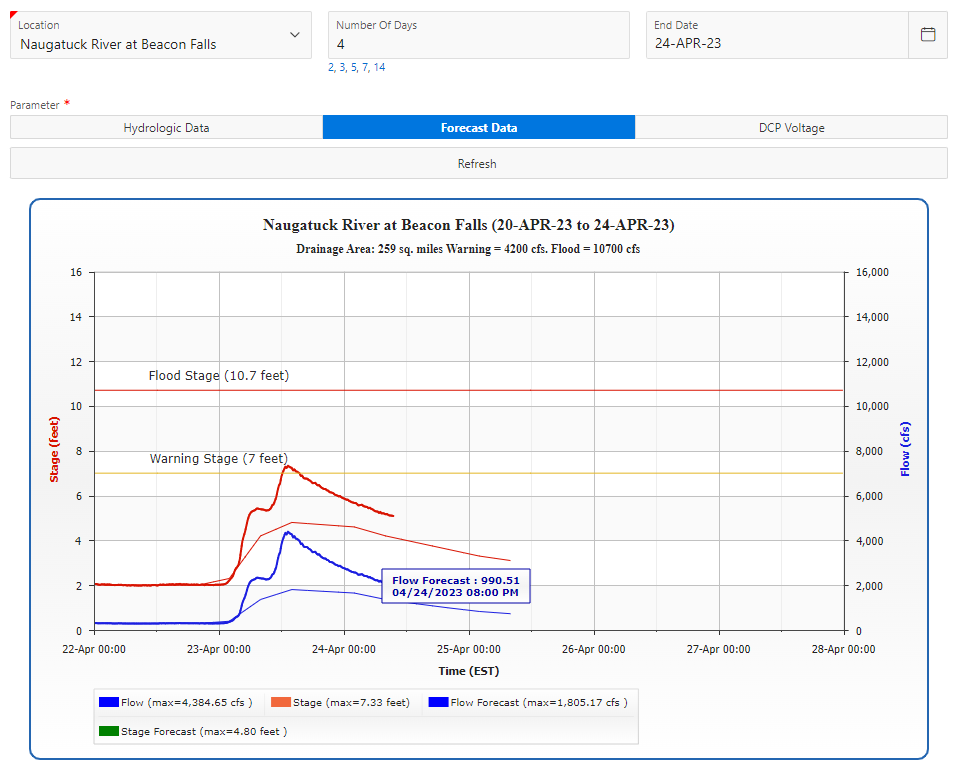 Location
Naugatuck River at Beacon Falls
Number Of Days
4
End Date
24-APR-23
2, 3, 5, 7, 14
Parameter *
Hydrologic Data
Forecast Data
DCP Voltage
Refresh
Naugatuck River at Beacon Falls (20-APR-23 to 24-APR-23)
Drainage Area: 259 sq. miles Warning = 4200 cfs. Flood = 10700 cfs
16
14
12
10
8
6
4
2
0
Stage (feet)
Flood Stage (10.7 feet)
Warning Stage (7 feet)
Flow Forecast : 990.51
04/24/2023 08:00 PM
16,000
14,000
12,000
10,000
8,000
6,000
4,000
2,000
0
Flow (cfs)
22-Apr 00:00
23-Apr 00:00
24-Apr 00:00
25-Apr 00:00
26-Apr 00:00
27-Apr 00:00
28-Apr 00:00
Time (EST)
Flow (max=4,384.65 cfs )
Stage (max=7.33 feet)
Flow Forecast (max=1,805.17 cfs )
Stage Forecast (max=4.80 feet )